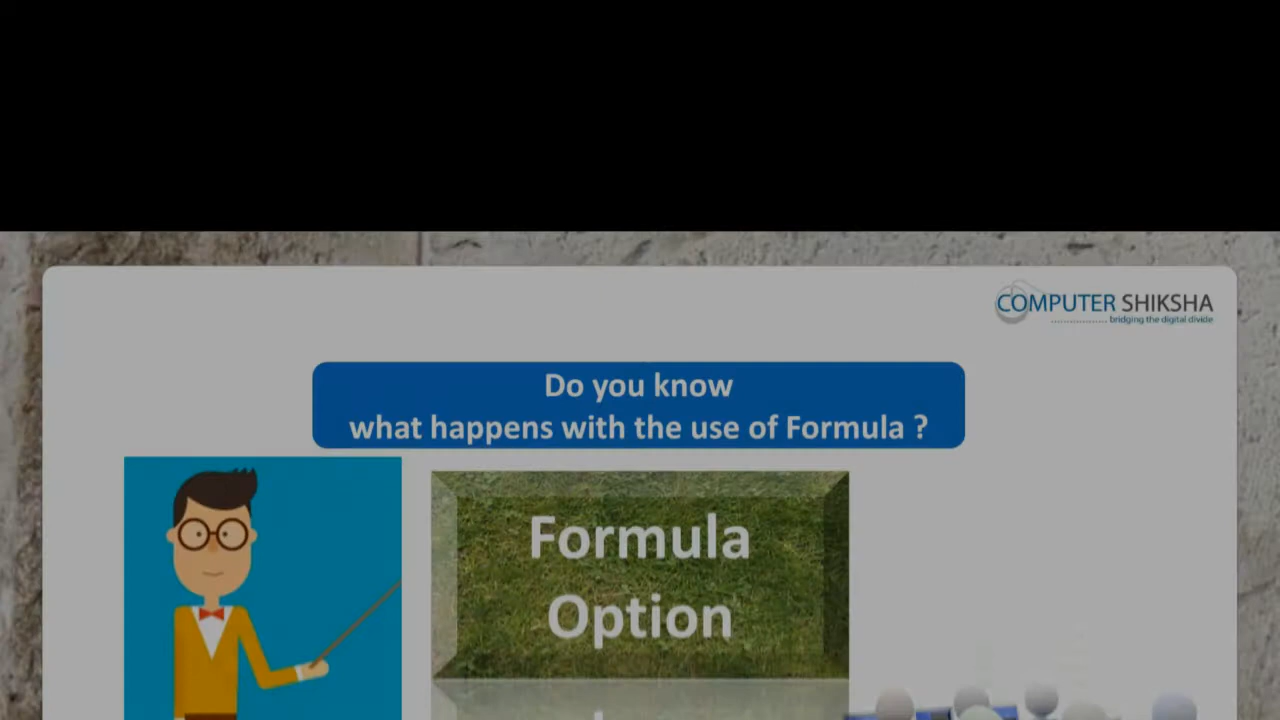 COMPUTER SHIKSHA
bridging the digital divide
Do you know
what happens with the use of Formula ?
Formula
Option